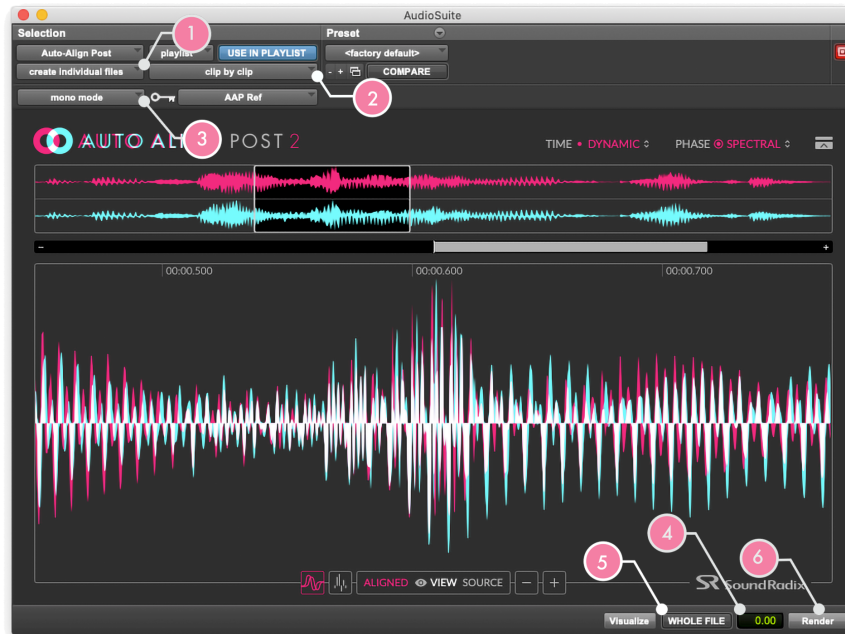 AudioSuite
Selection
Preset
1
Auto-Align Post playlist USE IN PLAYLIST <factory default>
create individual files clip by clip - + COMPARE
2
mono mode AAP Ref
3
AUTO ALI POST 2 TIME • DYNAMIC PHASE SPECTRAL
- +
00:00.500 00:00.600 00:00.700
4
5
6
ALIGNED VIEW SOURCE - + SoundRadix
Visualize WHOLE FILE 0.00 Render